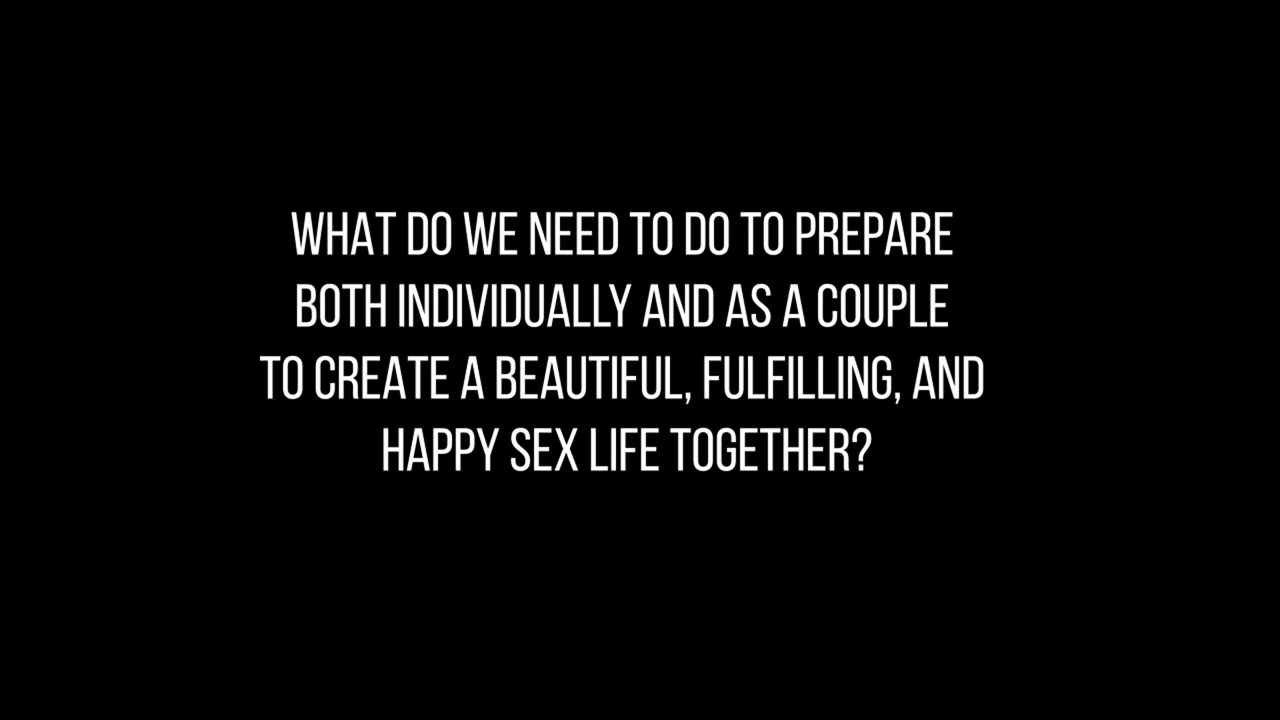 WHAT DO WE NEED TO DO TO PREPARE
BOTH INDIVIDUALLY AND AS A COUPLE
TO CREATE A BEAUTIFUL, FULFILLING, AND
HAPPY SEX LIFE TOGETHER?